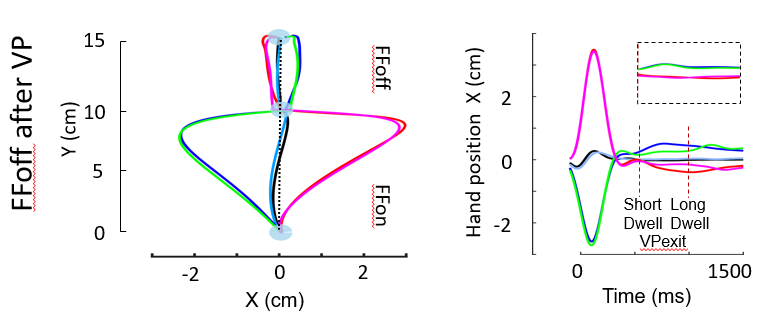 FFoff after VP
Y (cm)
15
10
5
0
FFoff
FFon
-2
0
2
X (cm)
Hand position X (cm)
2
0
-2
Short Long
Dwell Dwell
VPexit
0
1500
Time (ms)